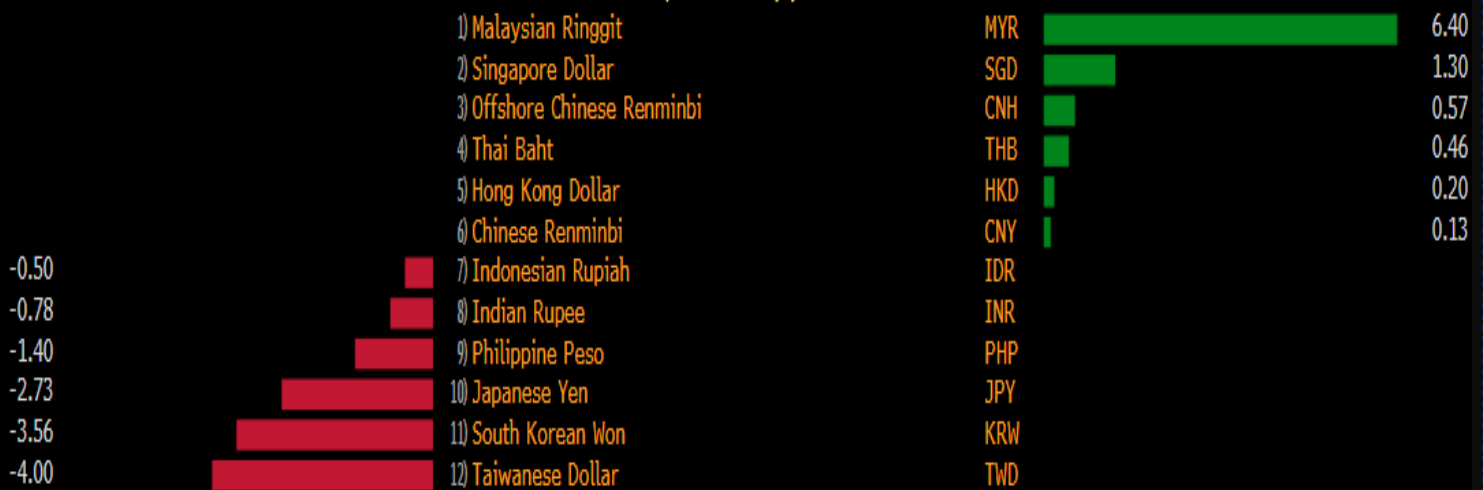 1) Malaysian Ringgit MYR 6.40
2) Singapore Dollar SGD 1.30
3) Offshore Chinese Renminbi CNH 0.57
4) Thai Baht THB 0.46
5) Hong Kong Dollar HKD 0.20
6) Chinese Renminbi CNY 0.13
-0.50 7) Indonesian Rupiah IDR
-0.78 8) Indian Rupee INR
-1.40 9) Philippine Peso PHP
-2.73 10) Japanese Yen JPY
-3.56 11) South Korean Won KRW
-4.00 12) Taiwanese Dollar TWD